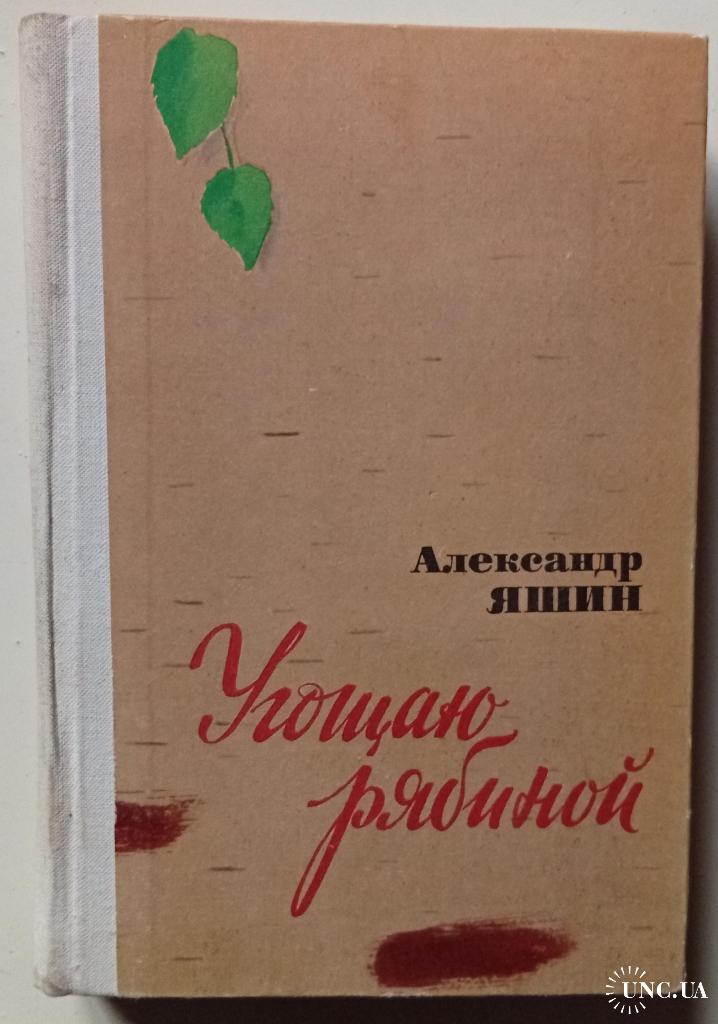 Александр
ЯШИН
Угощаю
рябиной
UNC.UA